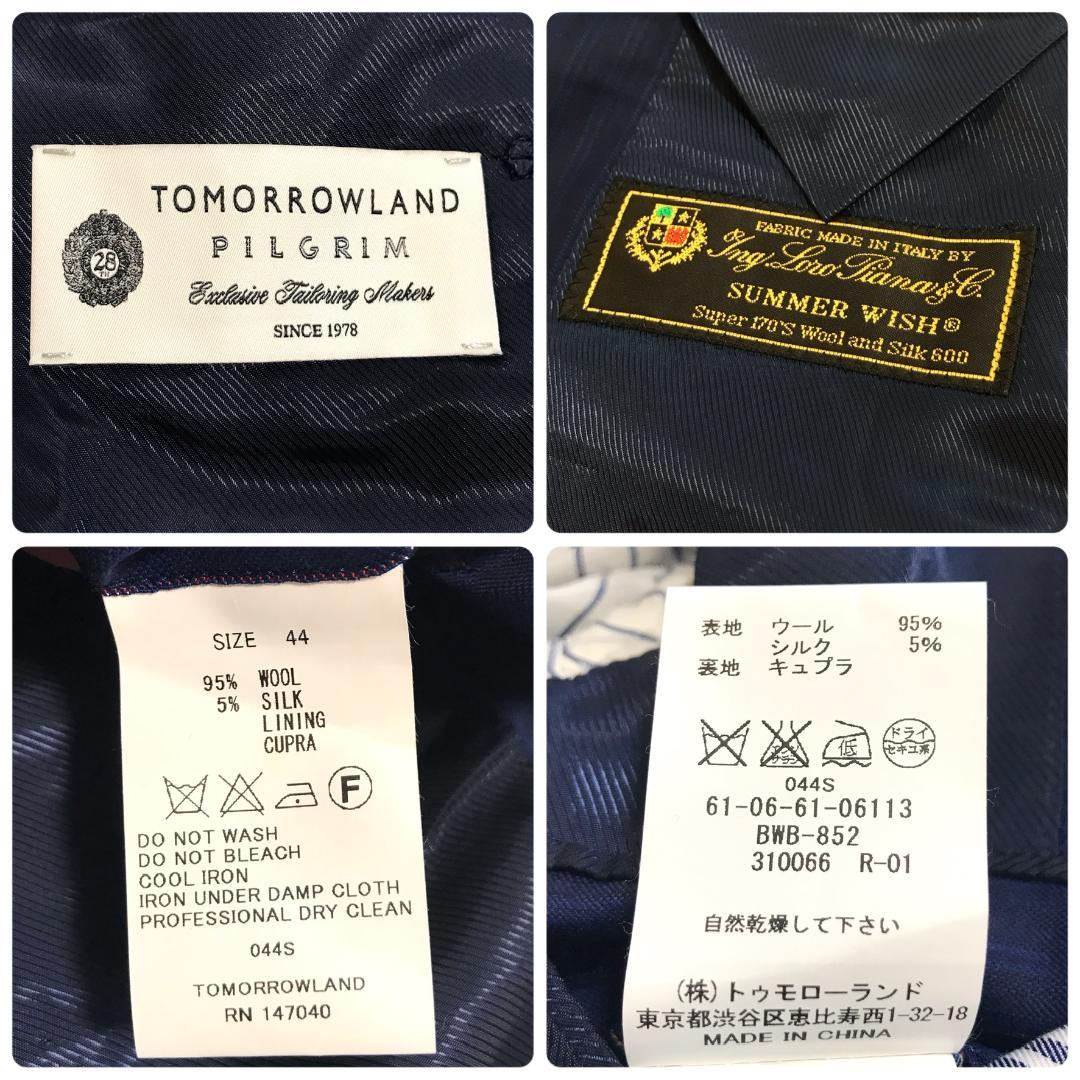 28
TH
TOMORROWLAND
PILGRIM
Exclusive Tailoring Makers
SINCE 1978
FABRIC MADE IN ITALY BY
Ing. Loro Piana & C.
SUMMER WISH®
Super 170'S Wool and Silk 600
SIZE 44
95% WOOL
5% SILK
LINING
CUPRA
F
DO NOT WASH
DO NOT BLEACH
COOL IRON
IRON UNDER DAMP CLOTH
PROFESSIONAL DRY CLEAN
044S
TOMORROWLAND
RN 147040
表地 ウール 95%
シルク 5%
裏地 キュプラ
低 ドライ
セキユ系
044S
61-06-61-06113
BWB-852
310066 R-01
自然乾燥して下さい
(株)トゥモローランド
東京都渋谷区恵比寿西1-32-18
MADE IN CHINA